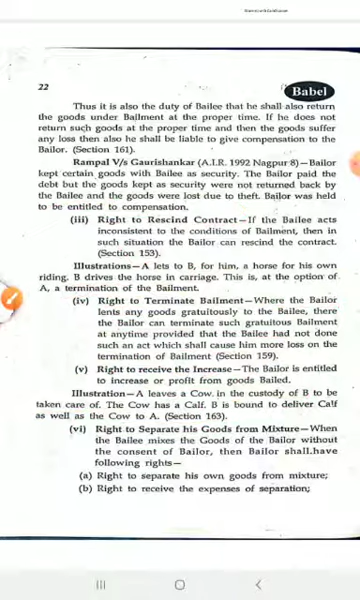 22
Babel
Thus it is also the duty of Bailee that he shall also return
the goods under Bailment at the proper time. If he does not
return such goods at the proper time and then the goods suffer
any loss then also he shall be liable to give compensation to the
Bailor. (Section 161).
Rampal V/s Gaurishankar (A.I.R. 1992 Nagpur 8)—Bailor
kept certain goods with Bailee as security. The Bailor paid the
debt but the goods kept as security were not returned back by
the Bailee and the goods were lost due to theft. Bailor was held
to be entitled to compensation.
(iii) Right to Rescind Contract—If the Bailee acts
inconsistent to the conditions of Bailment, then in
such situation the Bailor can rescind the contract.
(Section 153).
Illustrations—A lets to B, for him, a horse for his own
riding. B drives the horse in carriage. This is, at the option of
A, a termination of the Bailment.
(iv) Right to Terminate Bailment—Where the Bailor
lents any goods gratuitously to the Bailee, there
the Bailor can terminate such gratuitous Bailment
at anytime provided that the Bailee had not done
such an act which shall cause him more loss on the
termination of Bailment (Section 159).
(v) Right to receive the Increase—The Bailor is entitled
to increase or profit from goods Bailed.
Illustration—A leaves a Cow in the custody of B to be
taken care of. The Cow has a Calf. B is bound to deliver Calf
as well as the Cow to A. (Section 163).
(vi) Right to Separate his Goods from Mixture—When
the Bailee mixes the Goods of the Bailor without
the consent of Bailor, then Bailor shall have
following rights—
(a) Right to separate his own goods from mixture;
(b) Right to receive the expenses of separation;